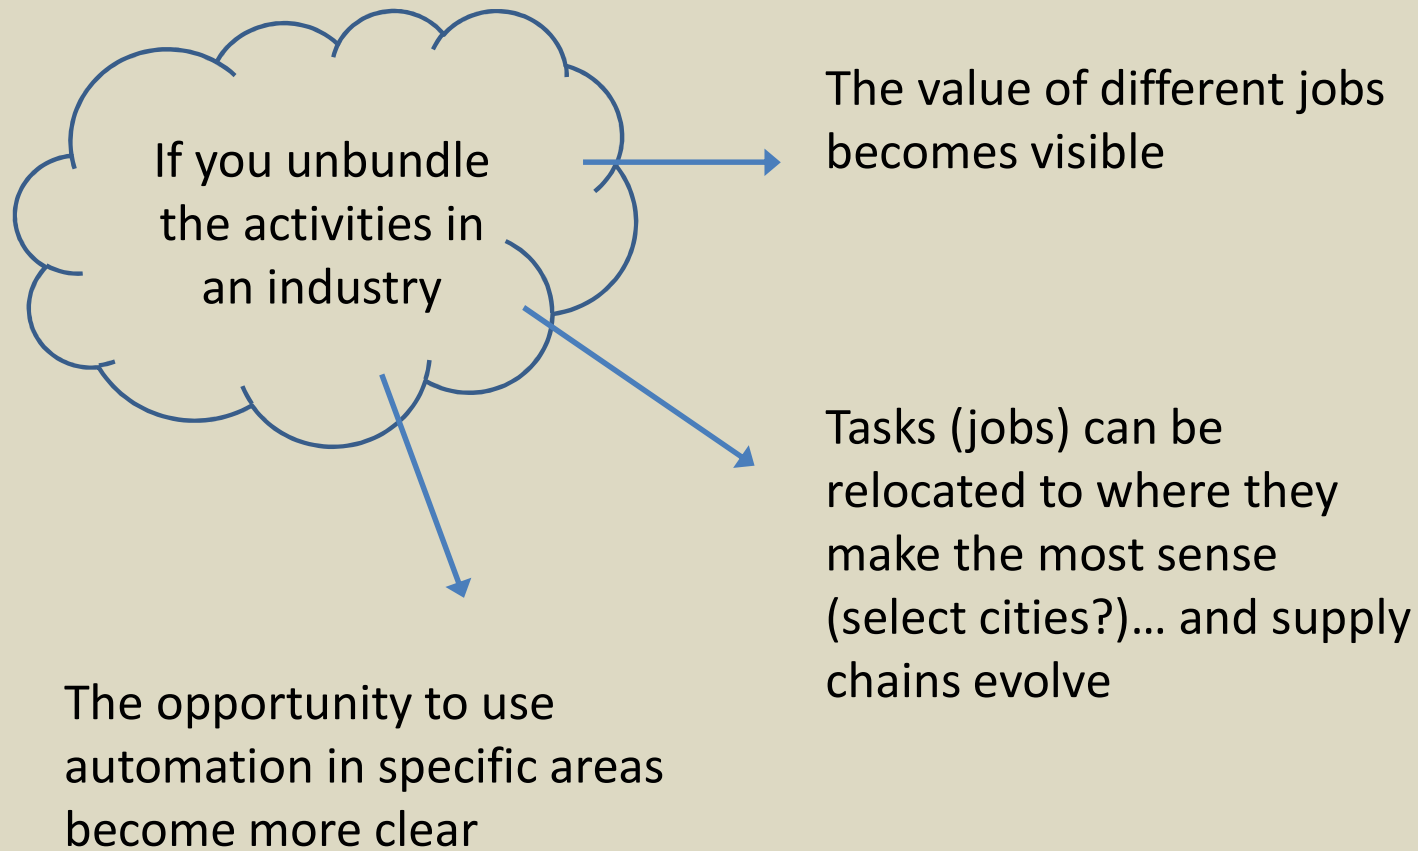 If you unbundle
the activities in
an industry
The value of different jobs
becomes visible
Tasks (jobs) can be
relocated to where they
make the most sense
(select cities?)… and supply
chains evolve
The opportunity to use
automation in specific areas
become more clear